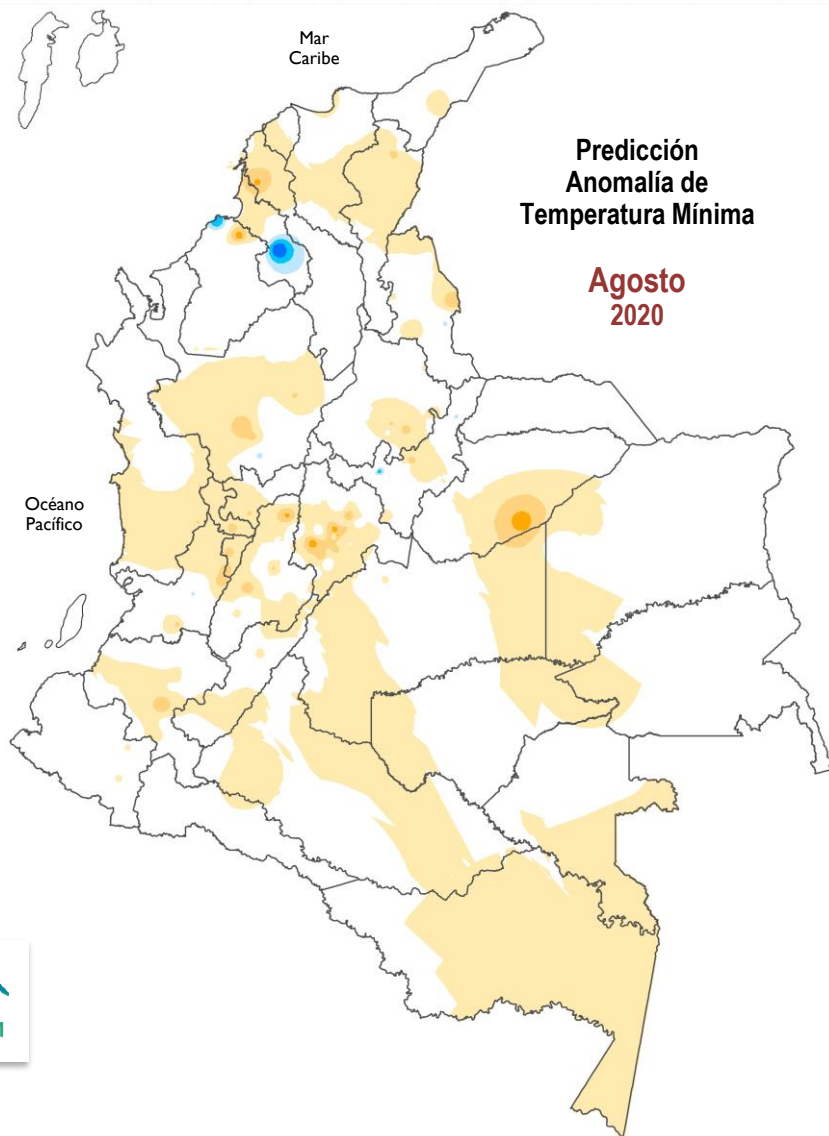 Mar
Caribe
Predicción
Anomalía de
Temperatura Mínima
Agosto
2020
Océano
Pacífico